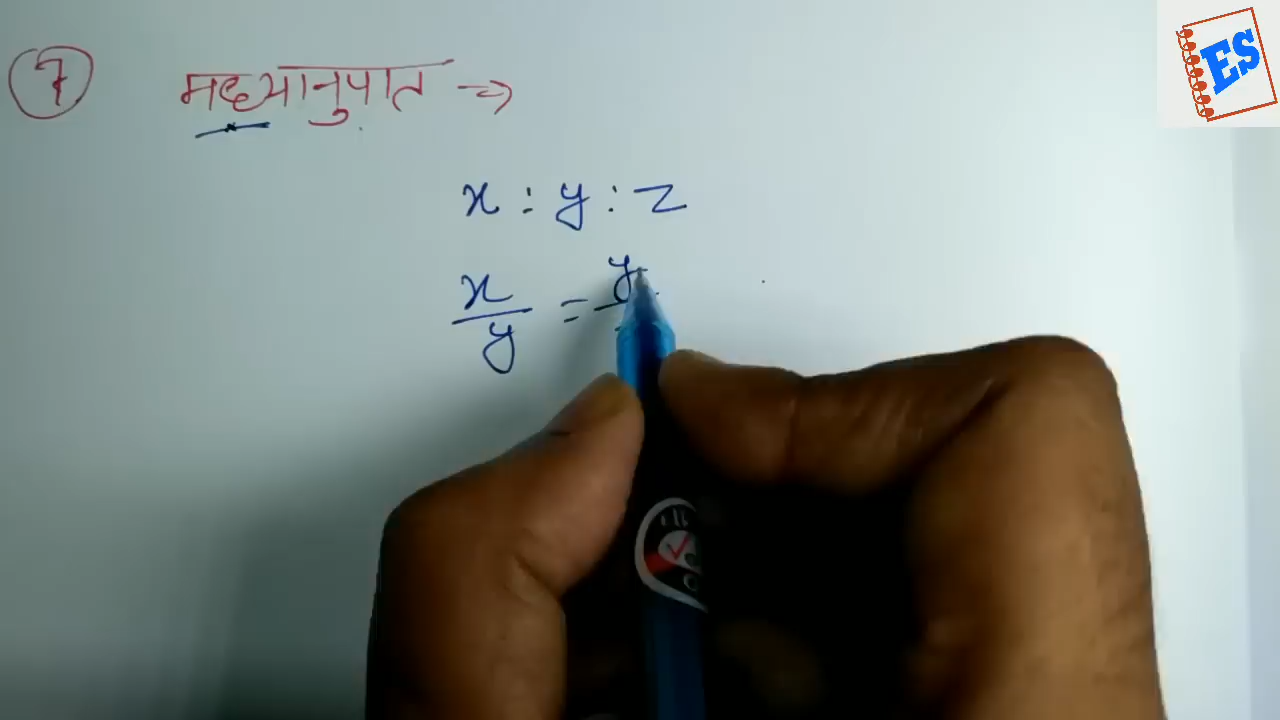 7 मध्यानुपात →
x : y : z
x/y = y/
ES